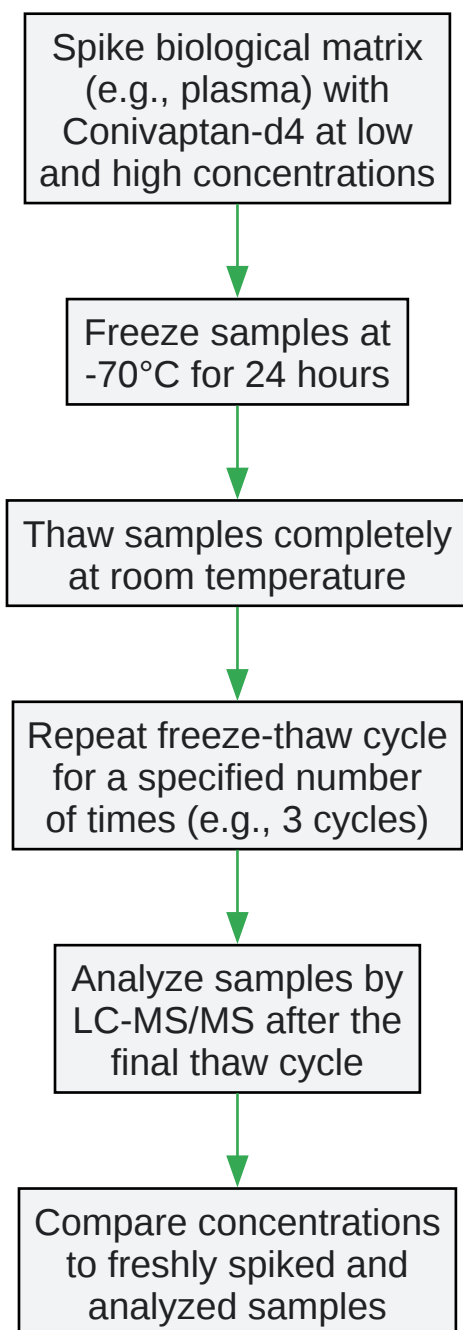 Spike biological matrix
(e.g., plasma) with
Conivaptan-d4 at low
and high concentrations
Freeze samples at
-70°C for 24 hours
Thaw samples completely
at room temperature
Repeat freeze-thaw cycle
for a specified number
of times (e.g., 3 cycles)
Analyze samples by
LC-MS/MS after the
final thaw cycle
Compare concentrations
to freshly spiked and
analyzed samples